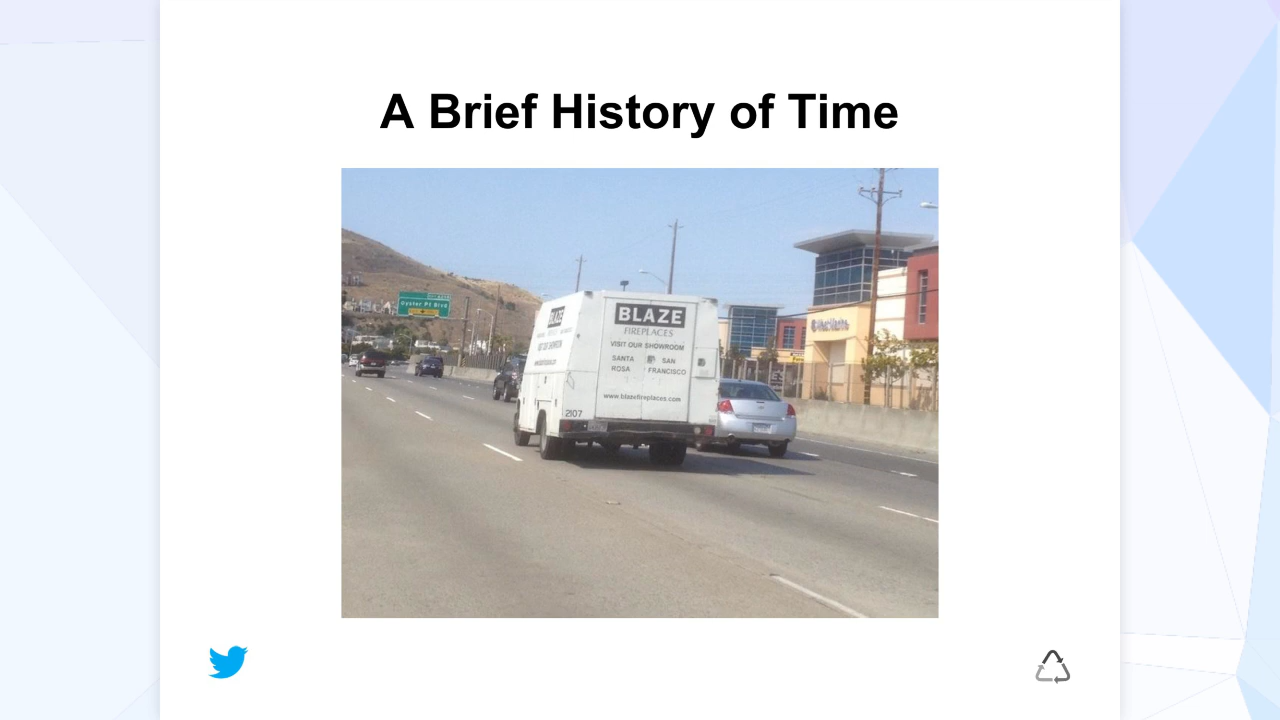 A Brief History of Time
Oyster Pt Blvd
BLAZE
FIREPLACES
VISIT OUR SHOWROOM
SANTA SAN
ROSA FRANCISCO
www.blazefireplaces.com
2107
BLAZE